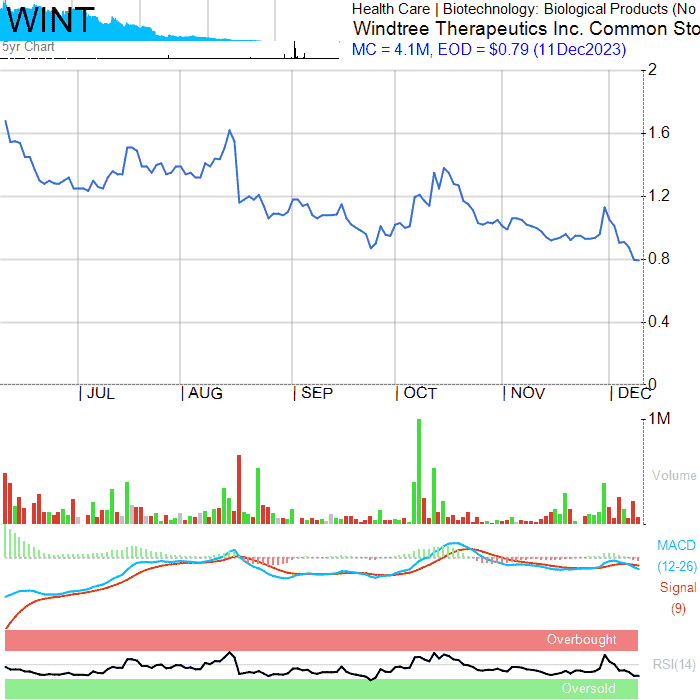 WINT
5yr Chart
Health Care | Biotechnology: Biological Products (No
Windtree Therapeutics Inc. Common Sto
MC = 4.1M, EOD = $0.79 (11Dec2023)
2
1.6
1.2
0.8
0.4
0
JUL AUG SEP OCT NOV DEC
1M
Volume
MACD
(12-26)
Signal
(9)
Overbought
RSI(14)
Oversold